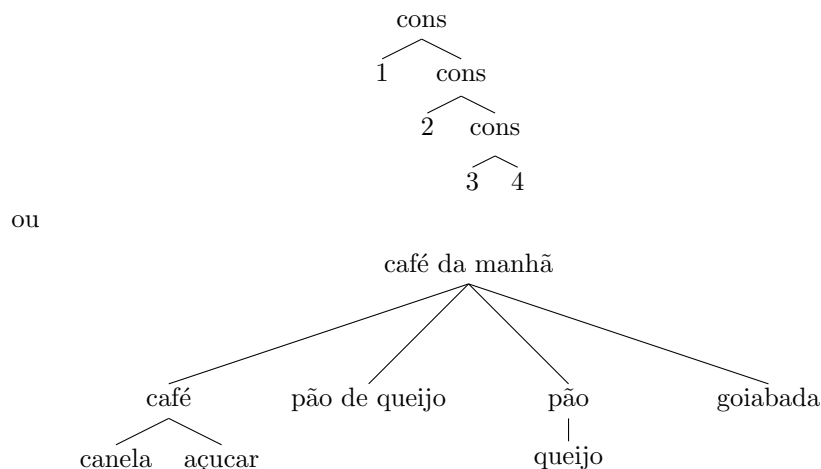 cons
1 cons
2 cons
3 4
ou
café da manhã
café pão de queijo pão goiabada
canela açucar queijo